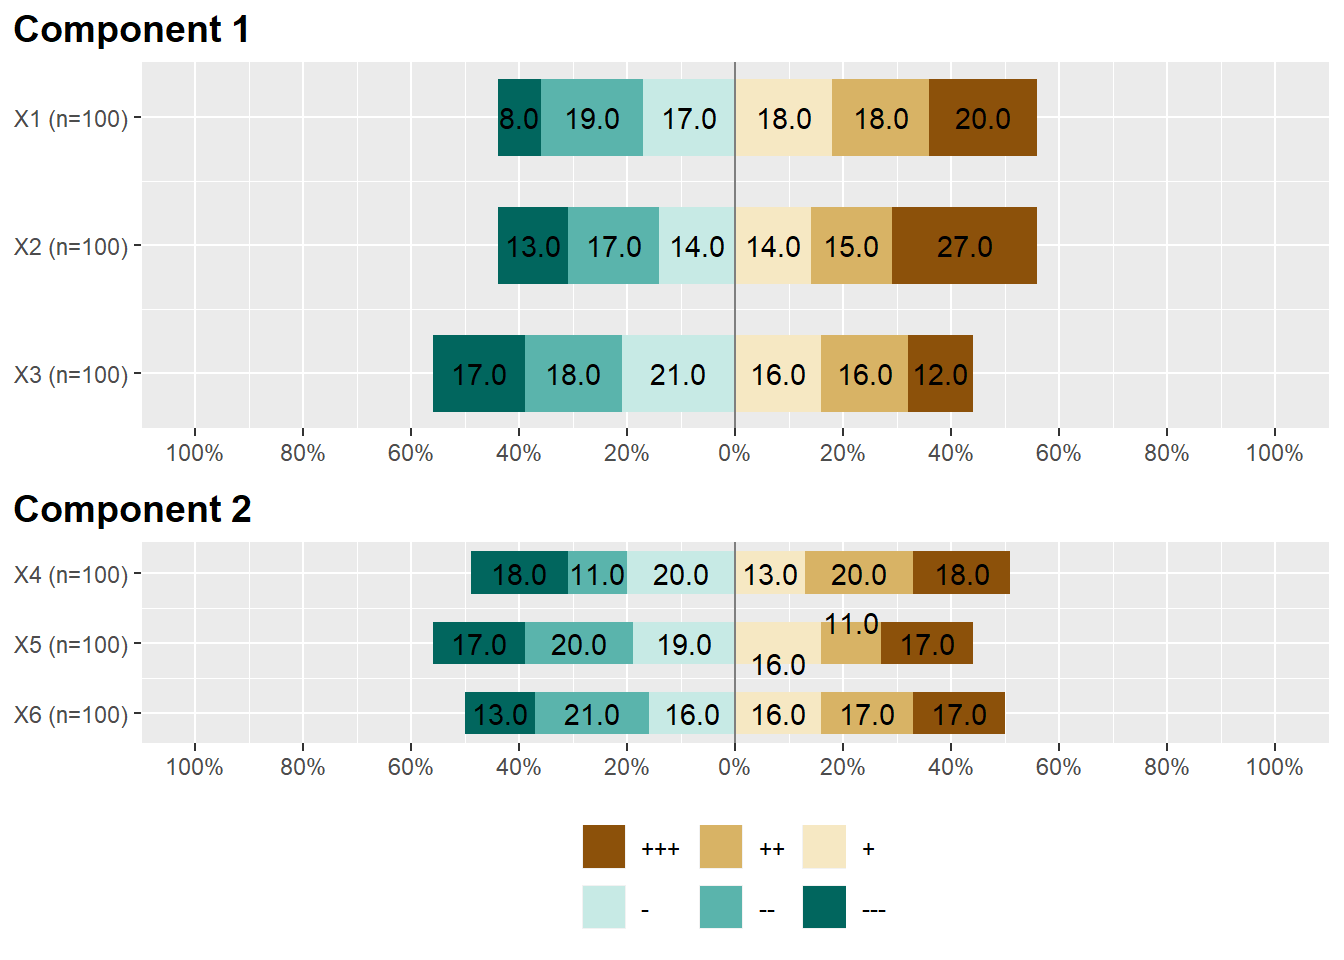 Component 1
X1 (n=100) 8.0 19.0 17.0 18.0 18.0 20.0
X2 (n=100) 13.0 17.0 14.0 14.0 15.0 27.0
X3 (n=100) 17.0 18.0 21.0 16.0 16.0 12.0
100% 80% 60% 40% 20% 0% 20% 40% 60% 80% 100%
Component 2
X4 (n=100) 18.0 11.0 20.0 13.0 20.0 18.0
X5 (n=100) 17.0 20.0 19.0 16.0 11.0 17.0
X6 (n=100) 13.0 21.0 16.0 16.0 17.0 17.0
100% 80% 60% 40% 20% 0% 20% 40% 60% 80% 100%
+++ ++ +
- -- ---